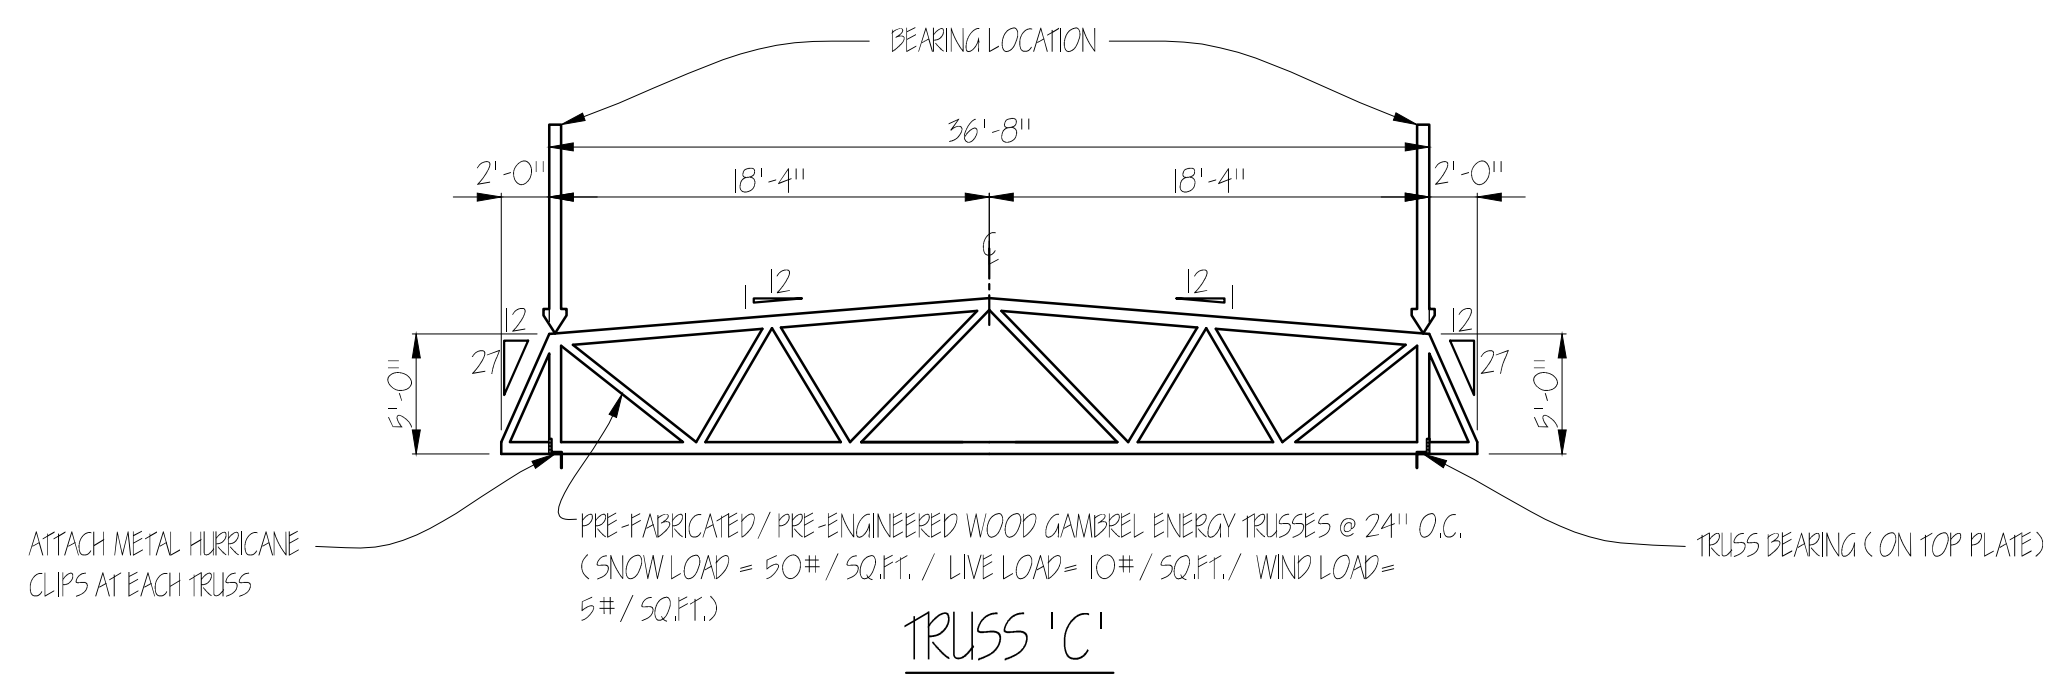 BEARING LOCATION
36'-8"
2'-0" 18'-4" 18'-4" 2'-0"
℄
12 12
1 1
12 12
27 27
5'-0" 5'-0"
PRE-FABRICATED/ PRE-ENGINEERED WOOD GAMBREL ENERGY TRUSSES @ 24" O.C.
( SNOW LOAD = 50#/ SQ.FT. / LIVE LOAD= 10#/ SQ.FT./ WIND LOAD=
5#/ SQ.FT.)
ATTACH METAL HURRICANE
CLIPS AT EACH TRUSS
TRUSS BEARING ( ON TOP PLATE)
TRUSS 'C'